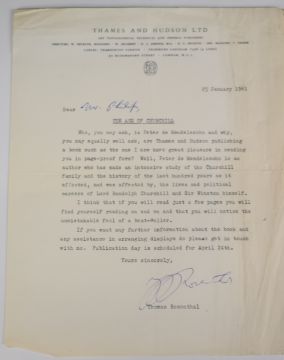 THAMES AND HUDSON LTD
25 January 1961
Dear Mr. Philip,
THE AGE OF CHURCHILL
Who, you may ask, is Peter de Mendelssohn and why,
you may equally well ask, are Thames and Hudson publishing
a book such as the one I now have great pleasure in sending
you in page-proof form? Well, Peter de Mendelssohn is an
author who has made an intensive study of the Churchill
family and the history of the last hundred years as it
affected, and was affected by, the lives and political
careers of Lord Randolph Churchill and Sir Winston himself.
I think that if you will read just a few pages you will
find yourself reading on and on and that you will notice the
unmistakable feel of a best-seller.
If you want any further information about the book and
any assistance in arranging displays do please get in touch
with me. Publication day is scheduled for April 24th.
Yours sincerely,
Thomas Rosenthal